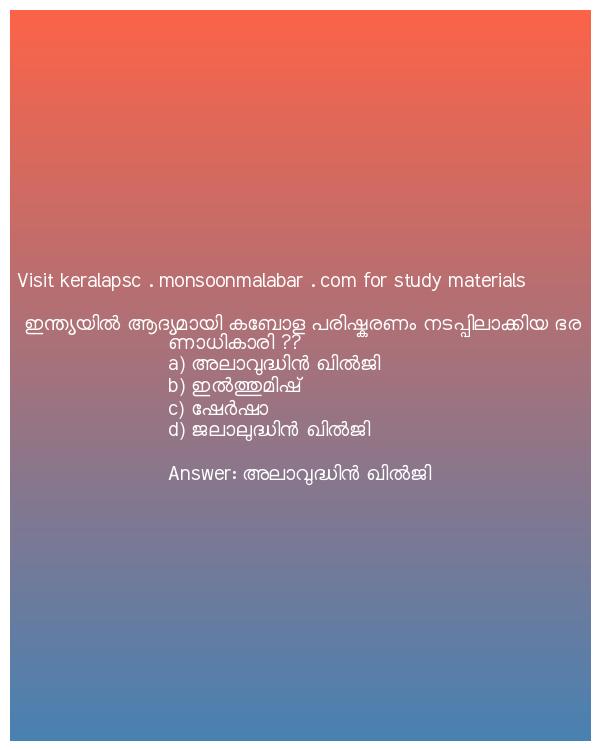 Visit keralapsc . monsoonmalabar . com for study materials
ഇന്ത്യയിൽ ആദ്യമായി കബോള പരിഷ്കരണം നടപ്പിലാക്കിയ ഭര
ണാധികാരി ??
a) അലാവുദ്ധിൻ ഖിൽജി
b) ഇൽത്തുമിഷ്
c) ഷേർഷാ
d) ജലാലുദ്ധിൻ ഖിൽജി
Answer: അലാവുദ്ധിൻ ഖിൽജി